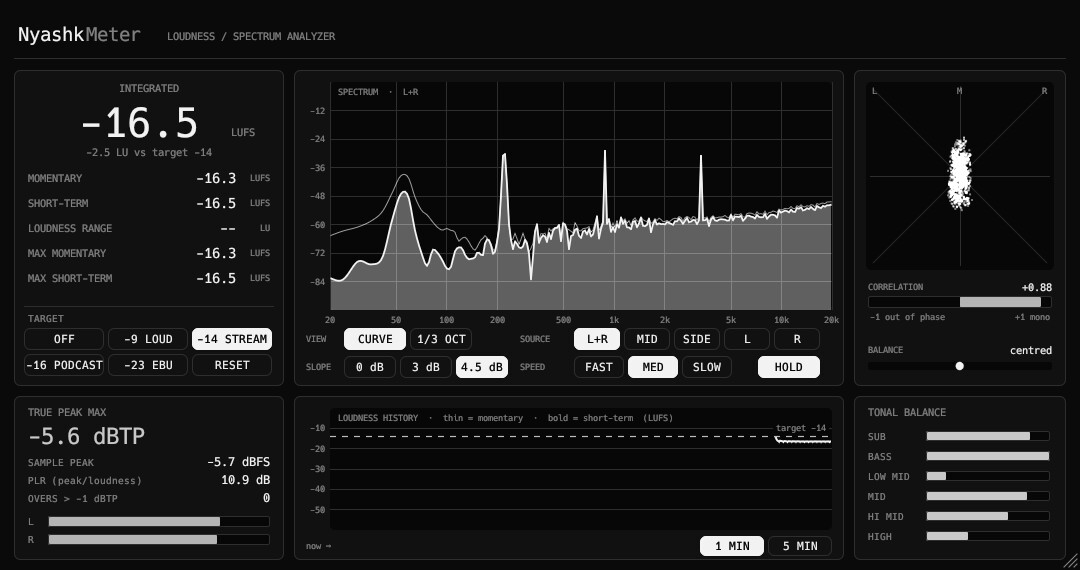 NyashkMeter LOUDNESS / SPECTRUM ANALYZER
INTEGRATED
-16.5 LUFS
-2.5 LU vs target -14
MOMENTARY -16.3 LUFS
SHORT-TERM -16.5 LUFS
LOUDNESS RANGE -- LU
MAX MOMENTARY -16.3 LUFS
MAX SHORT-TERM -16.5 LUFS
TARGET
OFF -9 LOUD -14 STREAM
-16 PODCAST -23 EBU RESET
SPECTRUM · L+R
-12
-24
-36
-48
-60
-72
-84
20 50 100 200 500 1k 2k 5k 10k 20k
VIEW CURVE 1/3 OCT SOURCE L+R MID SIDE L R
SLOPE 0 dB 3 dB 4.5 dB SPEED FAST MED SLOW HOLD
L M R
CORRELATION +0.88
-1 out of phase +1 mono
BALANCE centred
TRUE PEAK MAX
-5.6 dBTP
SAMPLE PEAK -5.7 dBFS
PLR (peak/loudness) 10.9 dB
OVERS > -1 dBTP 0
L
R
LOUDNESS HISTORY · thin = momentary · bold = short-term (LUFS)
target -14
-10
-20
-30
-40
-50
now → 1 MIN 5 MIN
TONAL BALANCE
SUB
BASS
LOW MID
MID
HI MID
HIGH